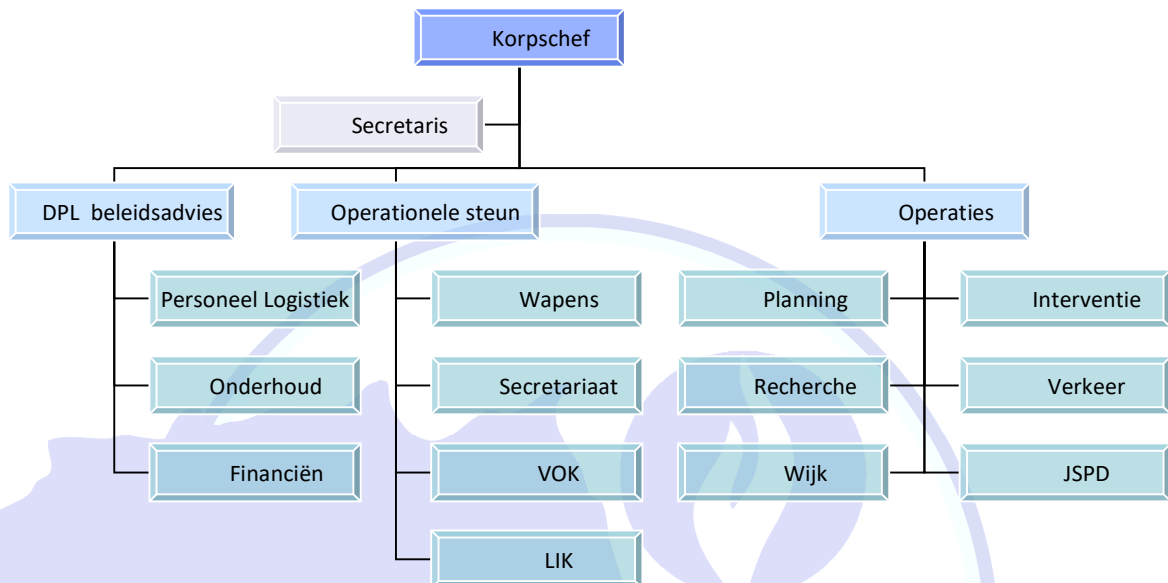 Korpschef
Secretaris
DPL beleidsadvies
Operationele steun
Operaties
Personeel Logistiek
Wapens
Planning
Interventie
Onderhoud
Secretariaat
Recherche
Verkeer
Financiën
VOK
Wijk
JSPD
LIK